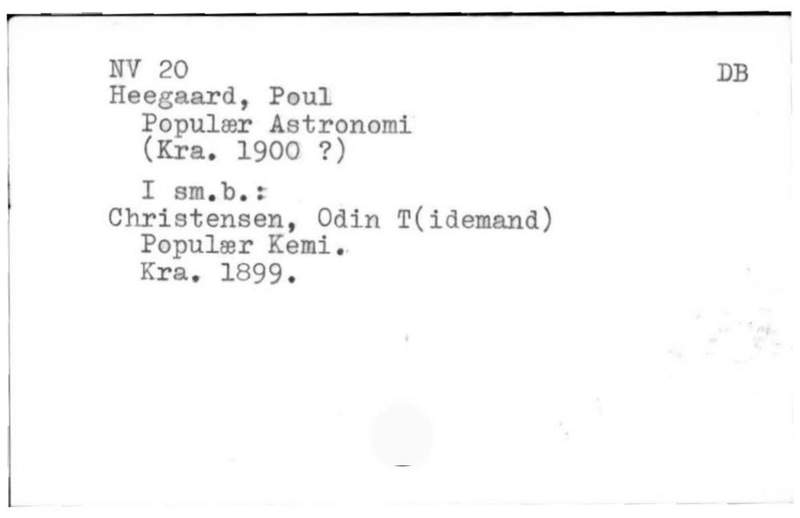 NV 20 DB
Heegaard, Poul
Populær Astronomi
(Kra. 1900 ?)
I sm.b.:
Christensen, Odin T(idemand)
Populær Kemi.
Kra. 1899.